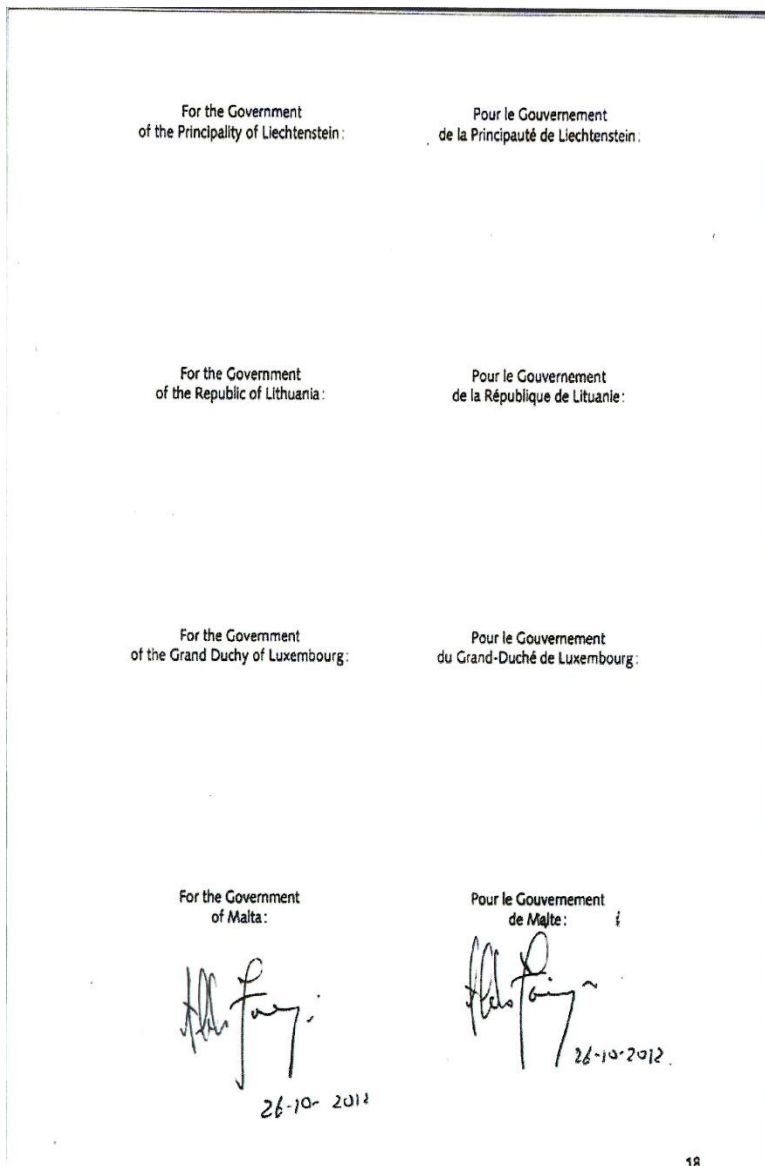 For the Government
of the Principality of Liechtenstein:
Pour le Gouvernement
de la Principauté de Liechtenstein:
For the Government
of the Republic of Lithuania:
Pour le Gouvernement
de la République de Lituanie:
For the Government
of the Grand Duchy of Luxembourg:
Pour le Gouvernement
du Grand-Duché de Luxembourg:
For the Government
of Malta:
Pour le Gouvernement
de Malte:
26-10-2012
26-10-2012.
18